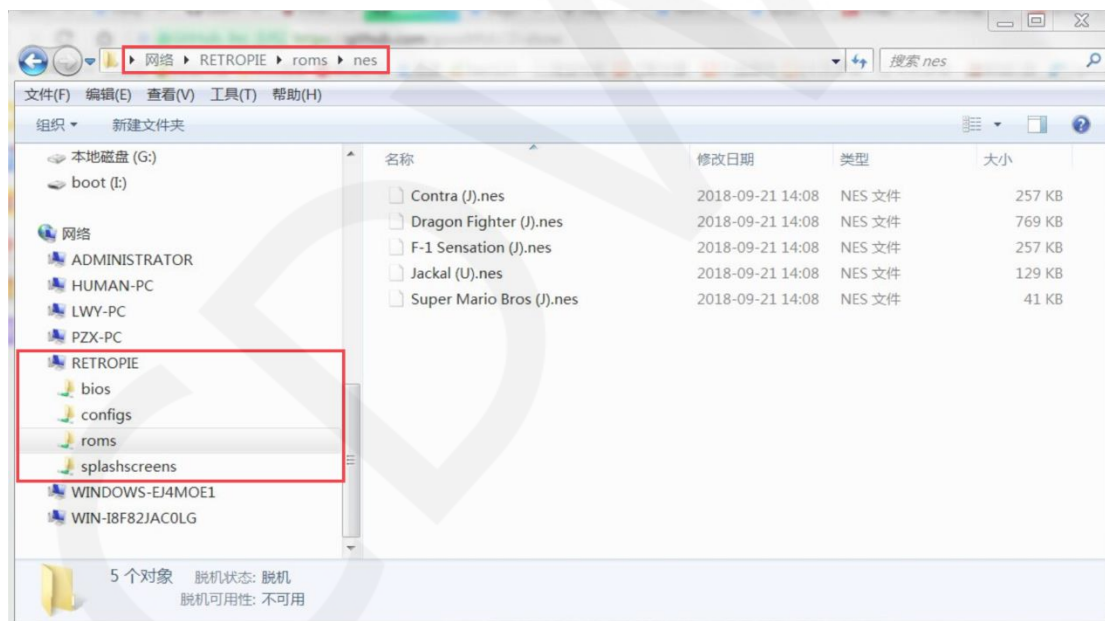 网络 ▸ RETROPIE ▸ roms ▸ nes
搜索 nes
文件(F) 编辑(E) 查看(V) 工具(T) 帮助(H)
组织 新建文件夹
本地磁盘 (G:)
boot (I:)
网络
ADMINISTRATOR
HUMAN-PC
LWY-PC
PZX-PC
RETROPIE
bios
configs
roms
splashscreens
WINDOWS-EJ4MOE1
WIN-I8F82JAC0LG
名称 修改日期 类型 大小
Contra (J).nes 2018-09-21 14:08 NES 文件 257 KB
Dragon Fighter (J).nes 2018-09-21 14:08 NES 文件 769 KB
F-1 Sensation (J).nes 2018-09-21 14:08 NES 文件 257 KB
Jackal (U).nes 2018-09-21 14:08 NES 文件 129 KB
Super Mario Bros (J).nes 2018-09-21 14:08 NES 文件 41 KB
5 个对象 脱机状态: 脱机
脱机可用性: 不可用